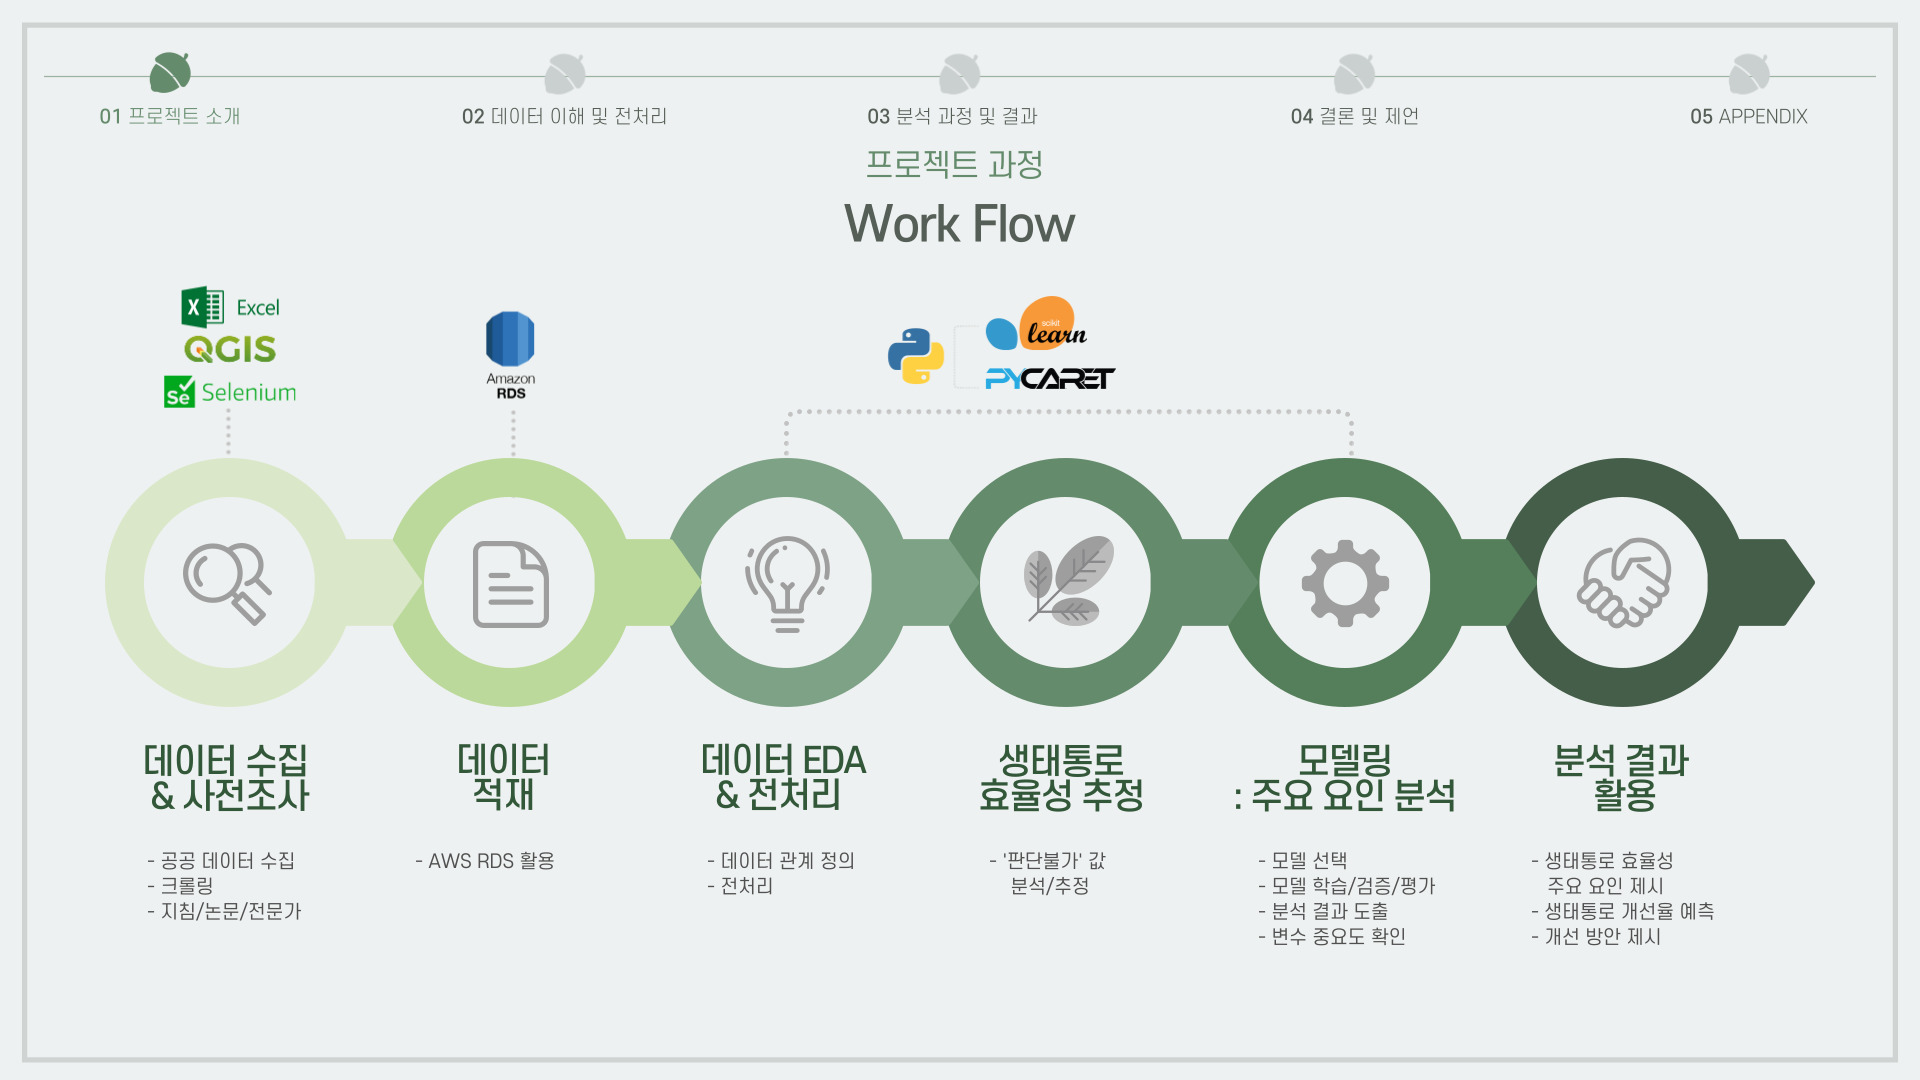 01 프로젝트 소개
02 데이터 이해 및 전처리
03 분석 과정 및 결과
04 결론 및 제언
05 APPENDIX
프로젝트 과정
Work Flow
X Excel
QGIS
Se Selenium
Amazon
RDS
scikit
learn
PYCARET
데이터 수집
& 사전조사
- 공공 데이터 수집
- 크롤링
- 지침/논문/전문가
데이터
적재
- AWS RDS 활용
데이터 EDA
& 전처리
- 데이터 관계 정의
- 전처리
생태통로
효율성 추정
- '판단불가' 값
분석/추정
모델링
: 주요 요인 분석
- 모델 선택
- 모델 학습/검증/평가
- 분석 결과 도출
- 변수 중요도 확인
분석 결과
활용
- 생태통로 효율성
주요 요인 제시
- 생태통로 개선율 예측
- 개선 방안 제시